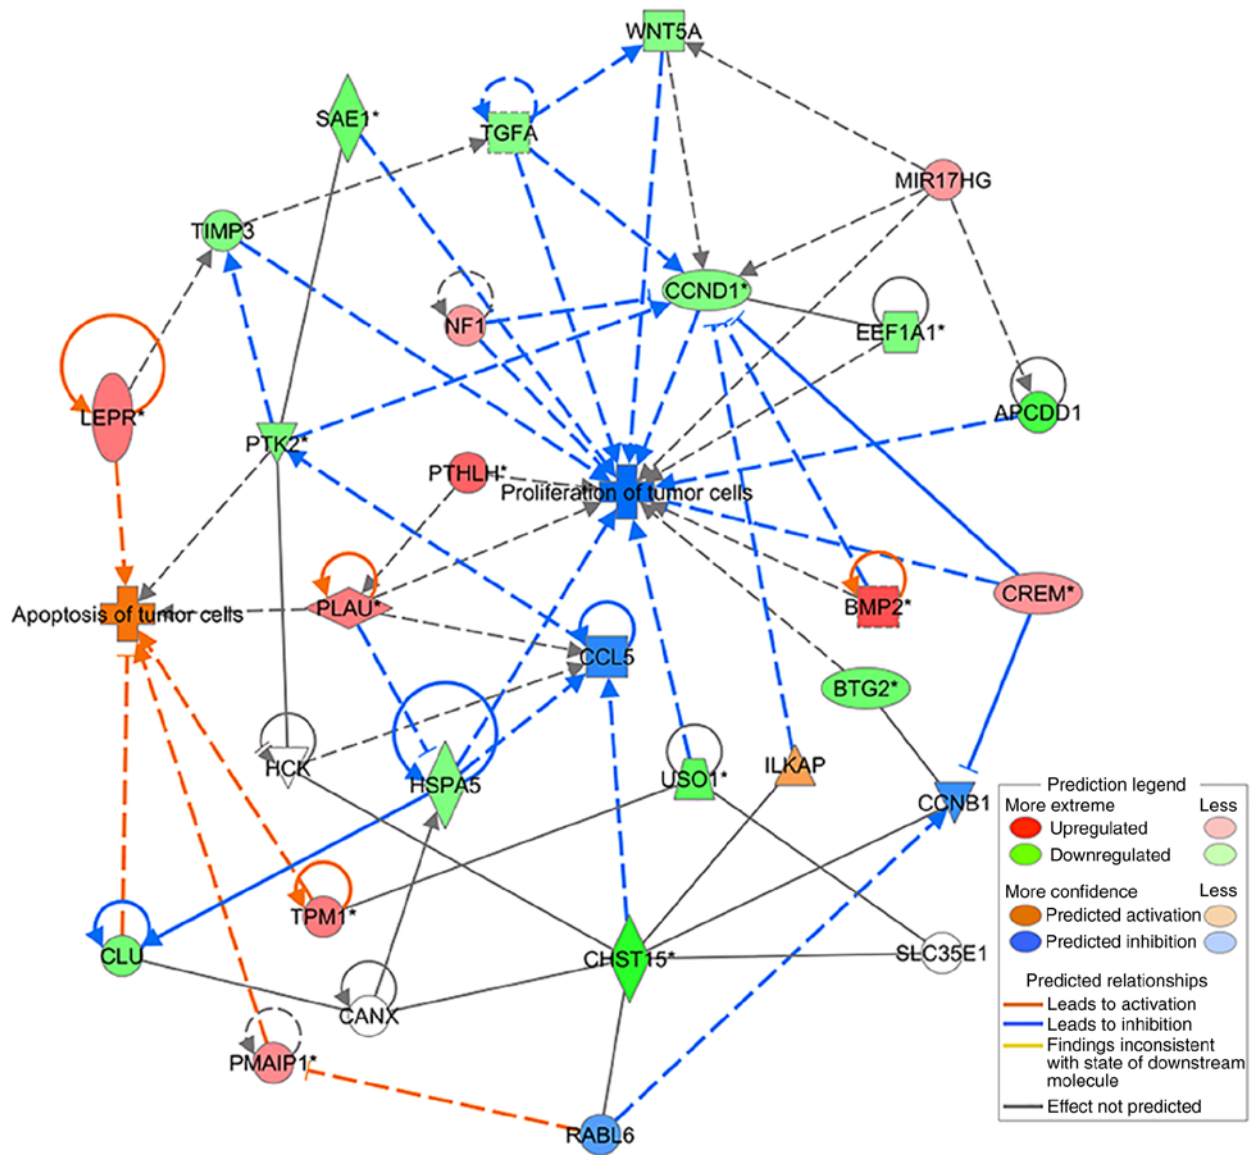 WNT5A
SAE1*
TGFA
MIR17HG
TIMP3
CCND1*
NF1
EEF1A1*
LEPR*
APCDD1
PTK2*
PTHLH*
Proliferation of tumor cells
CREM*
PLAU*
BMP2*
Apoptosis of tumor cells
CCL5
BTG2*
HCK
HSPA5
USO1*
ILKAP
CCNB1
TPM1*
CLU
CHST15*
SLC35E1
CANX
PMAIP1*
RABL6
Prediction legend
More extreme Less
Upregulated
Downregulated
More confidence Less
Predicted activation
Predicted inhibition
Predicted relationships
Leads to activation
Leads to inhibition
Findings inconsistent
with state of downstream
molecule
Effect not predicted